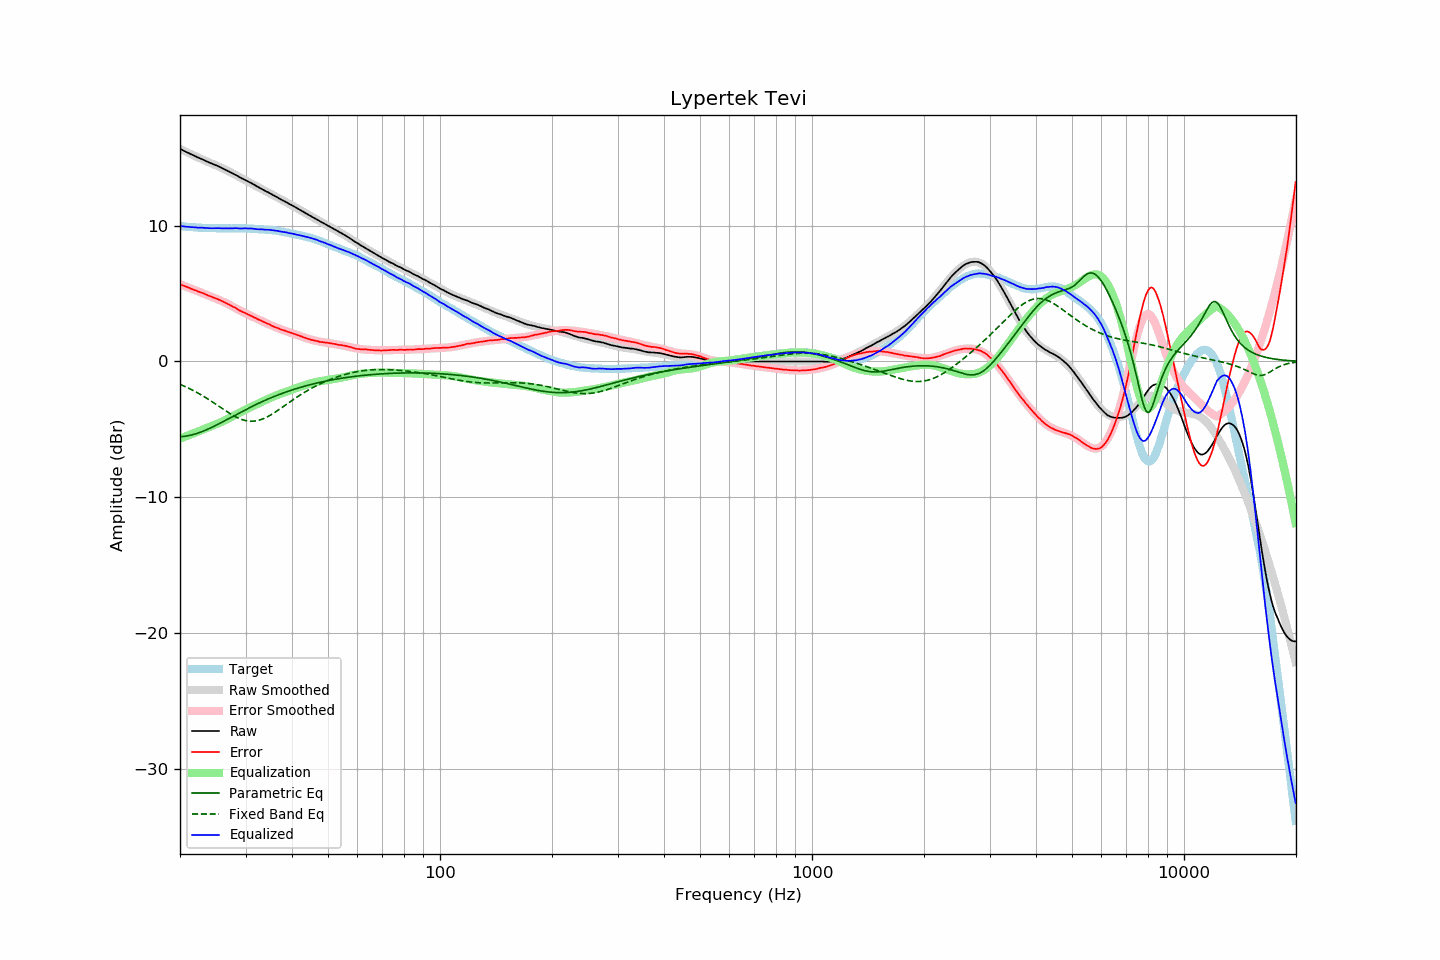 Lypertek Tevi
Amplitude (dBr)
10
0
−10
−20
−30
Target
Raw Smoothed
Error Smoothed
Raw
Error
Equalization
Parametric Eq
Fixed Band Eq
Equalized
100
1000
10000
Frequency (Hz)